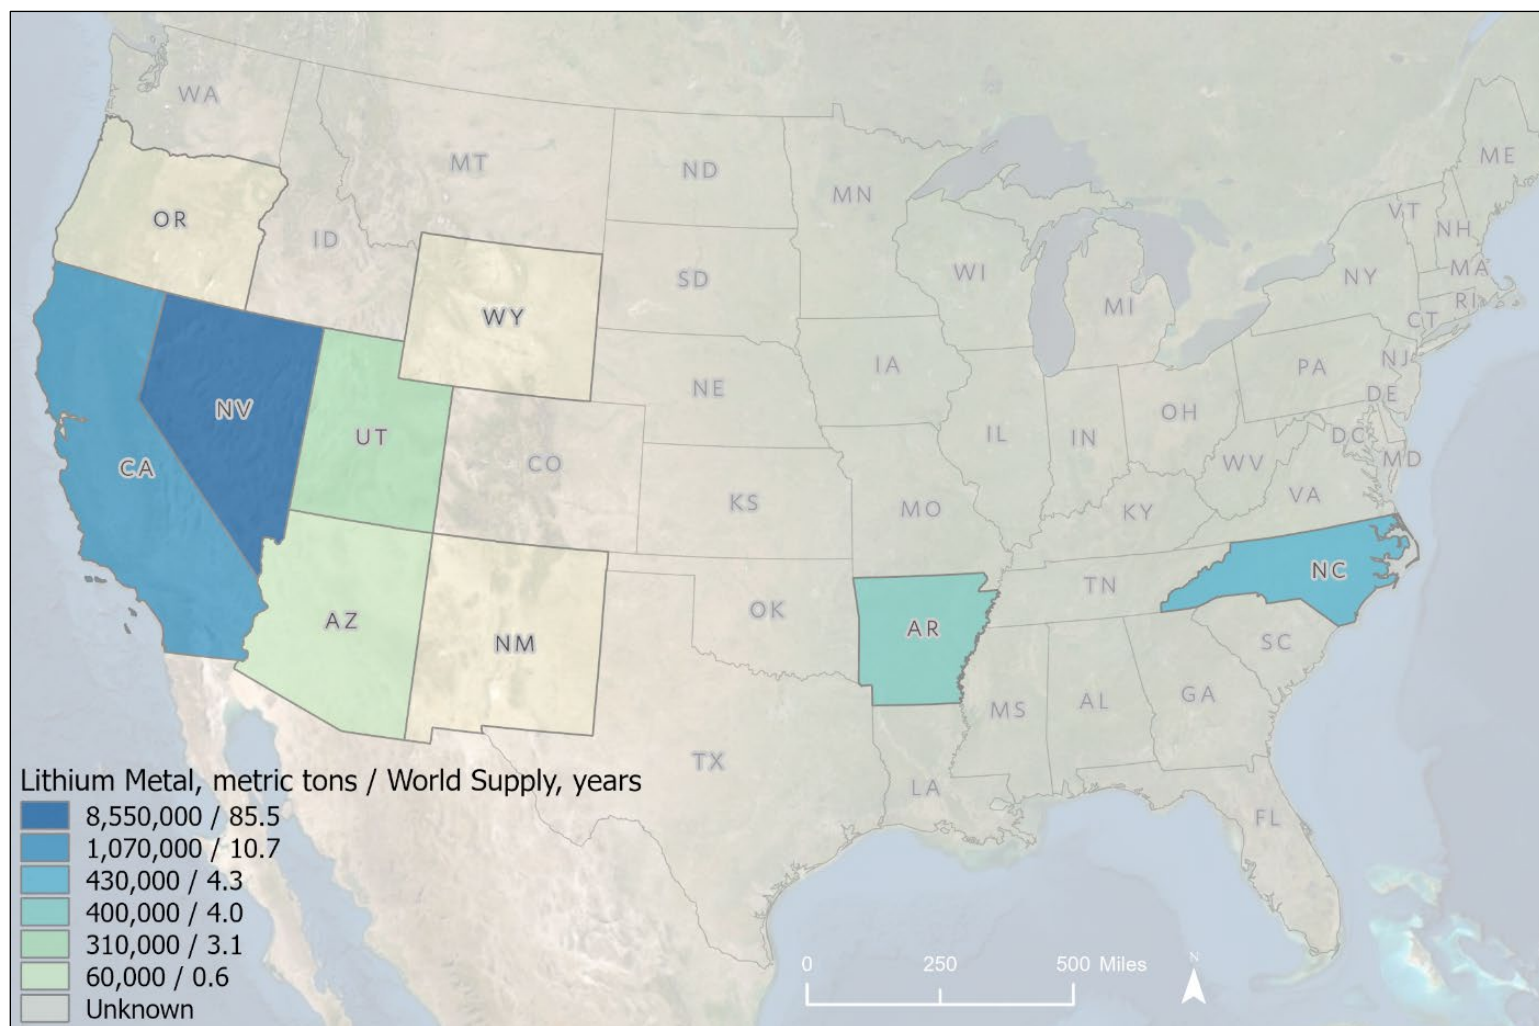 WA
MT
ND
MN
ME
OR
ID
SD
WI
MI
VT
NH
NY
MA
RI
CT
WY
NV
UT
CA
CO
NE
IA
PA
NJ
DE
OH
IL
IN
DC
MD
WV
VA
KS
MO
KY
NC
TN
AZ
NM
OK
AR
SC
MS
AL
GA
TX
LA
FL
Lithium Metal, metric tons / World Supply, years
8,550,000 / 85.5
1,070,000 / 10.7
430,000 / 4.3
400,000 / 4.0
310,000 / 3.1
60,000 / 0.6
Unknown
0 250 500 Miles
N